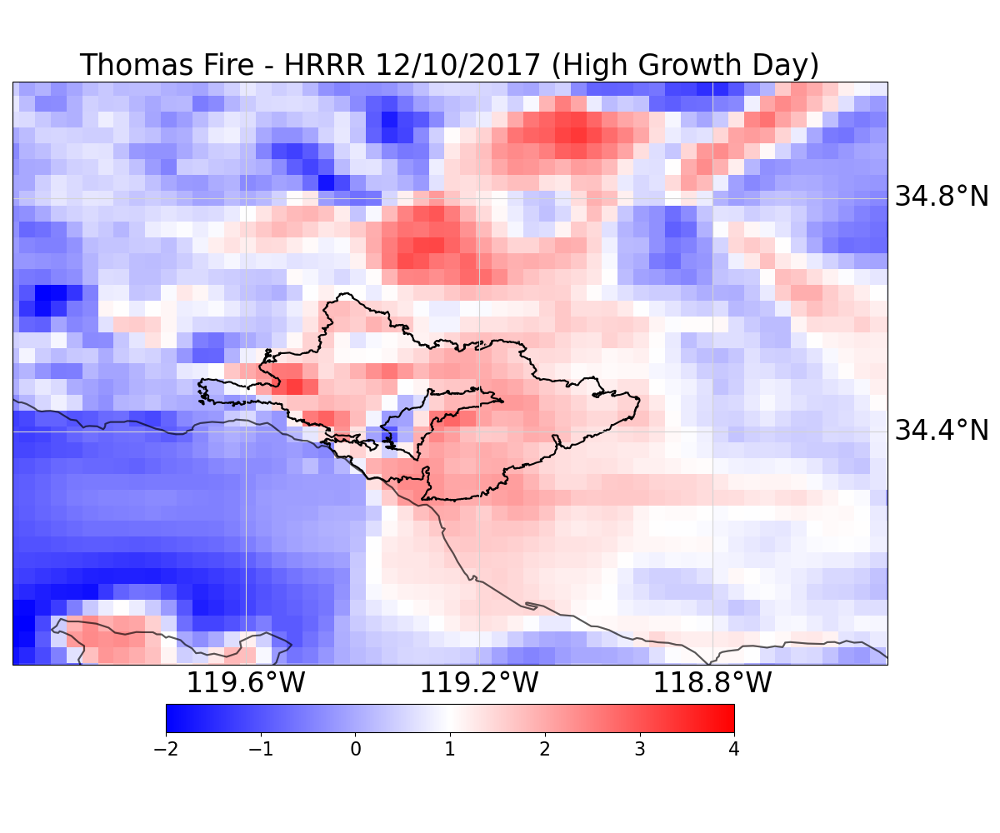 Thomas Fire - HRRR 12/10/2017 (High Growth Day)
34.8°N
34.4°N
119.6°W 119.2°W 118.8°W
−2 −1 0 1 2 3 4